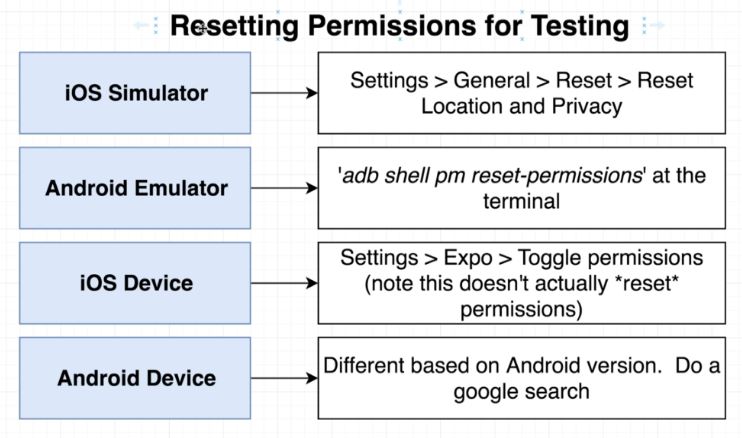 Resetting Permissions for Testing
iOS Simulator
Settings > General > Reset > Reset
Location and Privacy
Android Emulator
'adb shell pm reset-permissions' at the
terminal
iOS Device
Settings > Expo > Toggle permissions
(note this doesn't actually *reset*
permissions)
Android Device
Different based on Android version.  Do a
google search